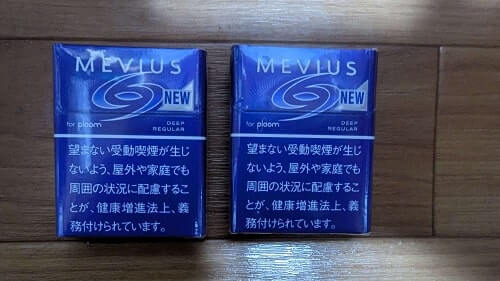 MEVIUS
NEW
for ploom
DEEP
REGULAR
望まない受動喫煙が生じ
ないよう、屋外や家庭でも
周囲の状況に配慮するこ
とが、健康増進法上、義
務付けられています。
MEVIUS
NEW
for ploom
DEEP
REGULAR
望まない受動喫煙が生じ
ないよう、屋外や家庭でも
周囲の状況に配慮するこ
とが、健康増進法上、義
務付けられています。